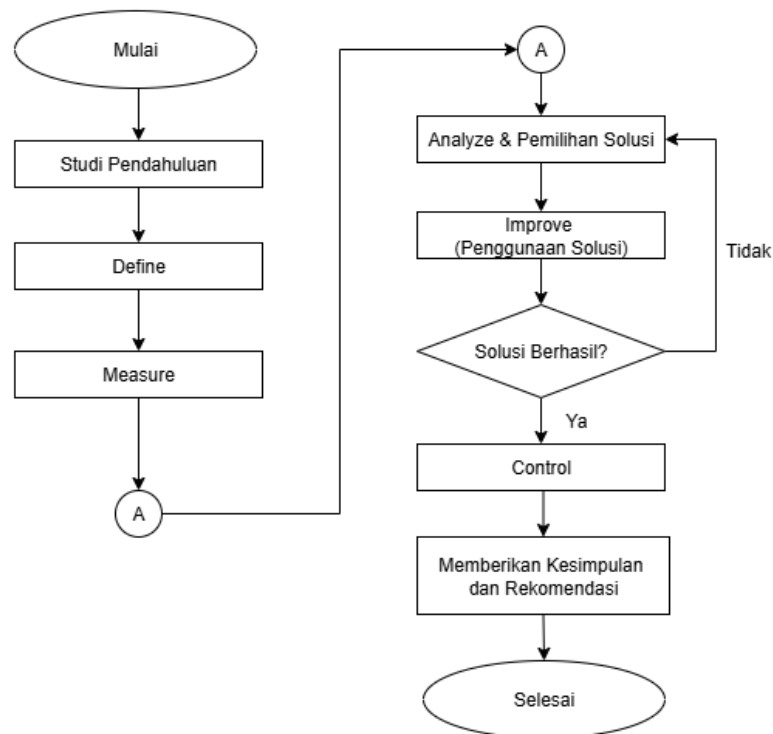 Mulai
Studi Pendahuluan
Define
Measure
A
A
Analyze & Pemilihan Solusi
Improve
(Penggunaan Solusi)
Tidak
Solusi Berhasil?
Ya
Control
Memberikan Kesimpulan
dan Rekomendasi
Selesai